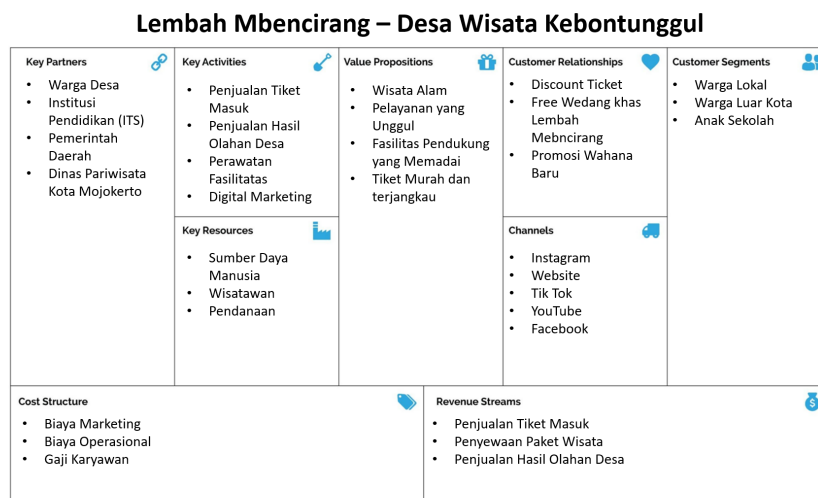 Lembah Mbencirang – Desa Wisata Kebontunggul
Key Partners
• Warga Desa
• Institusi
Pendidikan (ITS)
• Pemerintah
Daerah
• Dinas Pariwisata
Kota Mojokerto
Key Activities
• Penjualan Tiket
Masuk
• Penjualan Hasil
Olahan Desa
• Perawatan
Fasilitatas
• Digital Marketing
Key Resources
• Sumber Daya
Manusia
• Wisatawan
• Pendanaan
Value Propositions
• Wisata Alam
• Pelayanan yang
Unggul
• Fasilitas Pendukung
yang Memadai
• Tiket Murah dan
terjangkau
Customer Relationships
• Discount Ticket
• Free Wedang khas
Lembah
Mebncirang
• Promosi Wahana
Baru
Channels
• Instagram
• Website
• Tik Tok
• YouTube
• Facebook
Customer Segments
• Warga Lokal
• Warga Luar Kota
• Anak Sekolah
Cost Structure
• Biaya Marketing
• Biaya Operasional
• Gaji Karyawan
Revenue Streams
• Penjualan Tiket Masuk
• Penyewaan Paket Wisata
• Penjualan Hasil Olahan Desa